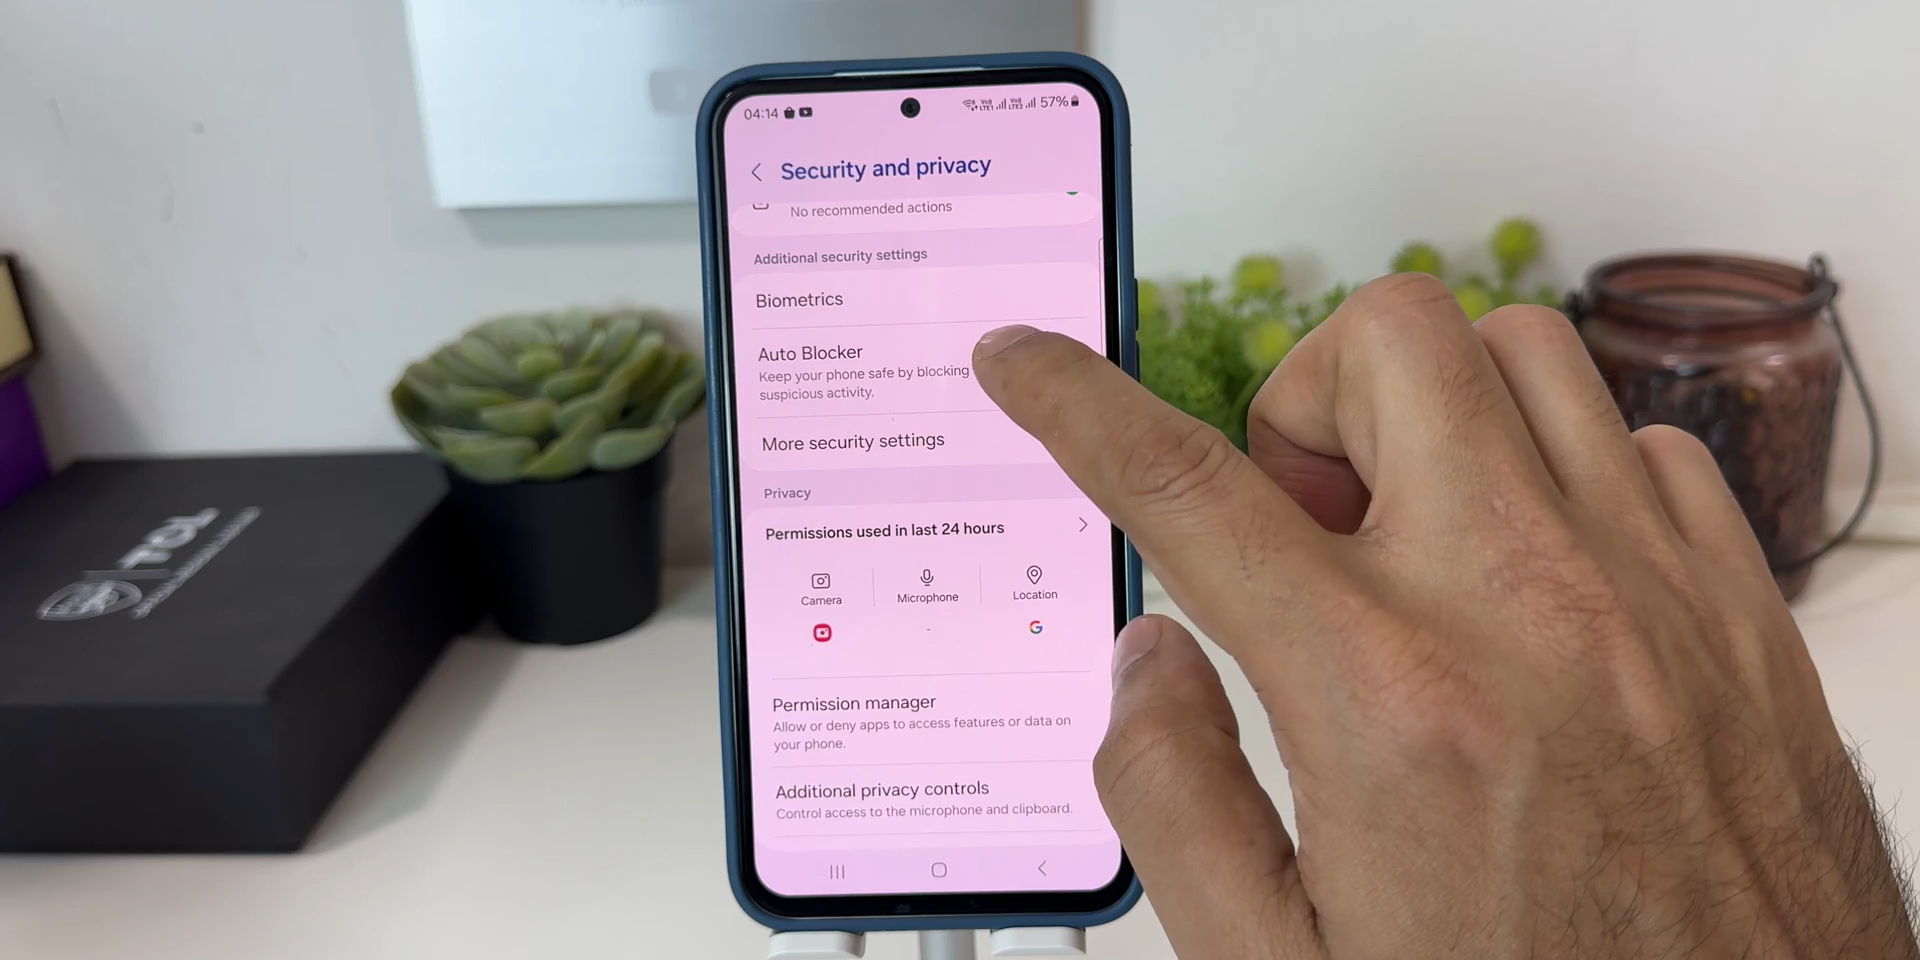 04:14
57%
Security and privacy
No recommended actions
Additional security settings
Biometrics
Auto Blocker
Keep your phone safe by blocking
suspicious activity.
More security settings
Privacy
Permissions used in last 24 hours
Camera
Microphone
Location
-
G
Permission manager
Allow or deny apps to access features or data on
your phone.
Additional privacy controls
Control access to the microphone and clipboard.